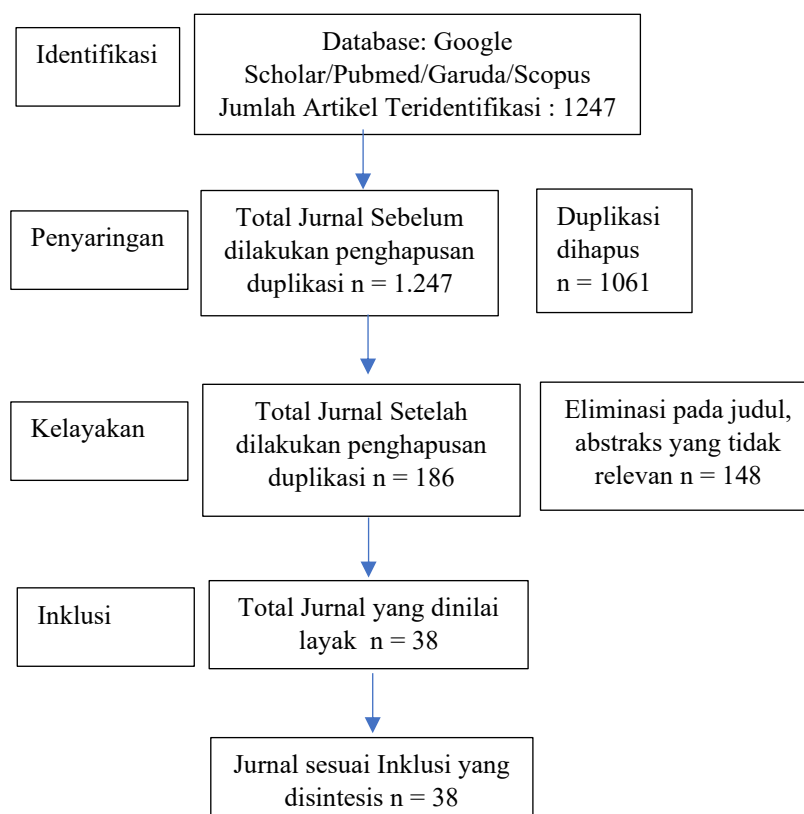 Identifikasi
Database: Google
Scholar/Pubmed/Garuda/Scopus
Jumlah Artikel Teridentifikasi : 1247
Penyaringan
Total Jurnal Sebelum
dilakukan penghapusan
duplikasi n = 1.247
Duplikasi
dihapus
n = 1061
Kelayakan
Total Jurnal Setelah
dilakukan penghapusan
duplikasi n = 186
Eliminasi pada judul,
abstraks yang tidak
relevan n = 148
Inklusi
Total Jurnal yang dinilai
layak n = 38
Jurnal sesuai Inklusi yang
disintesis n = 38